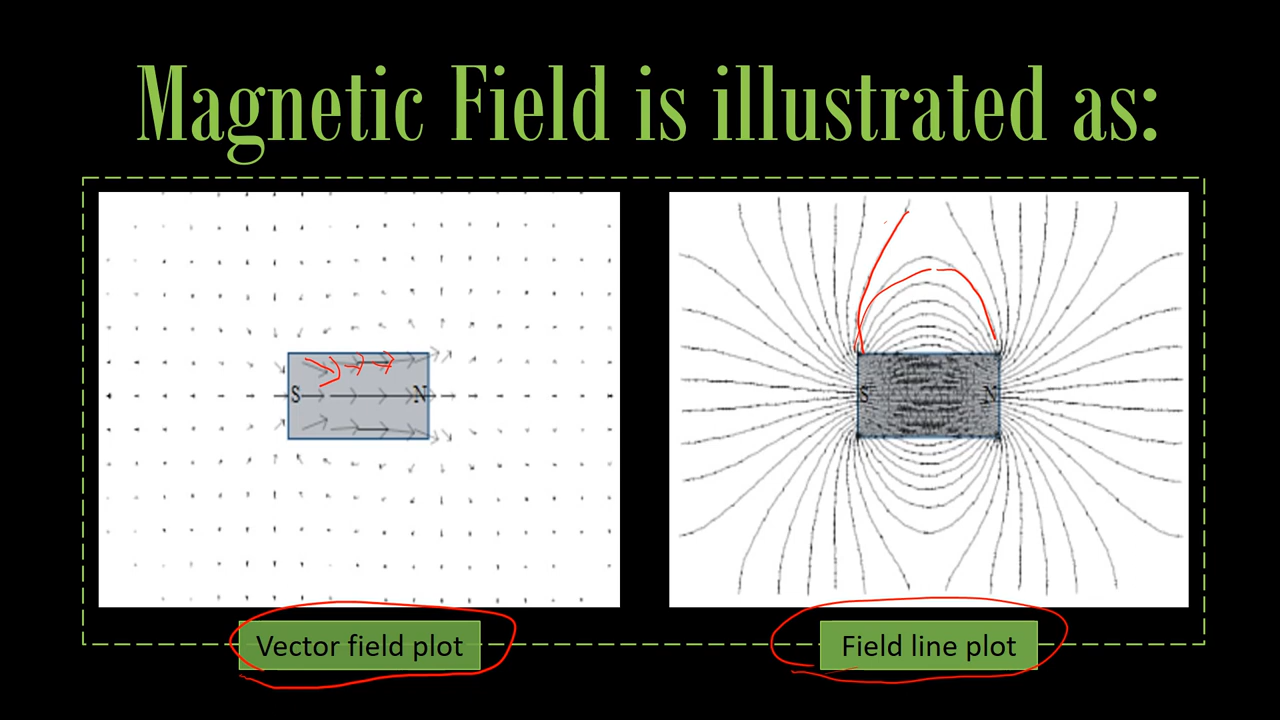 Magnetic Field is illustrated as:
S N
S N
Vector field plot
Field line plot